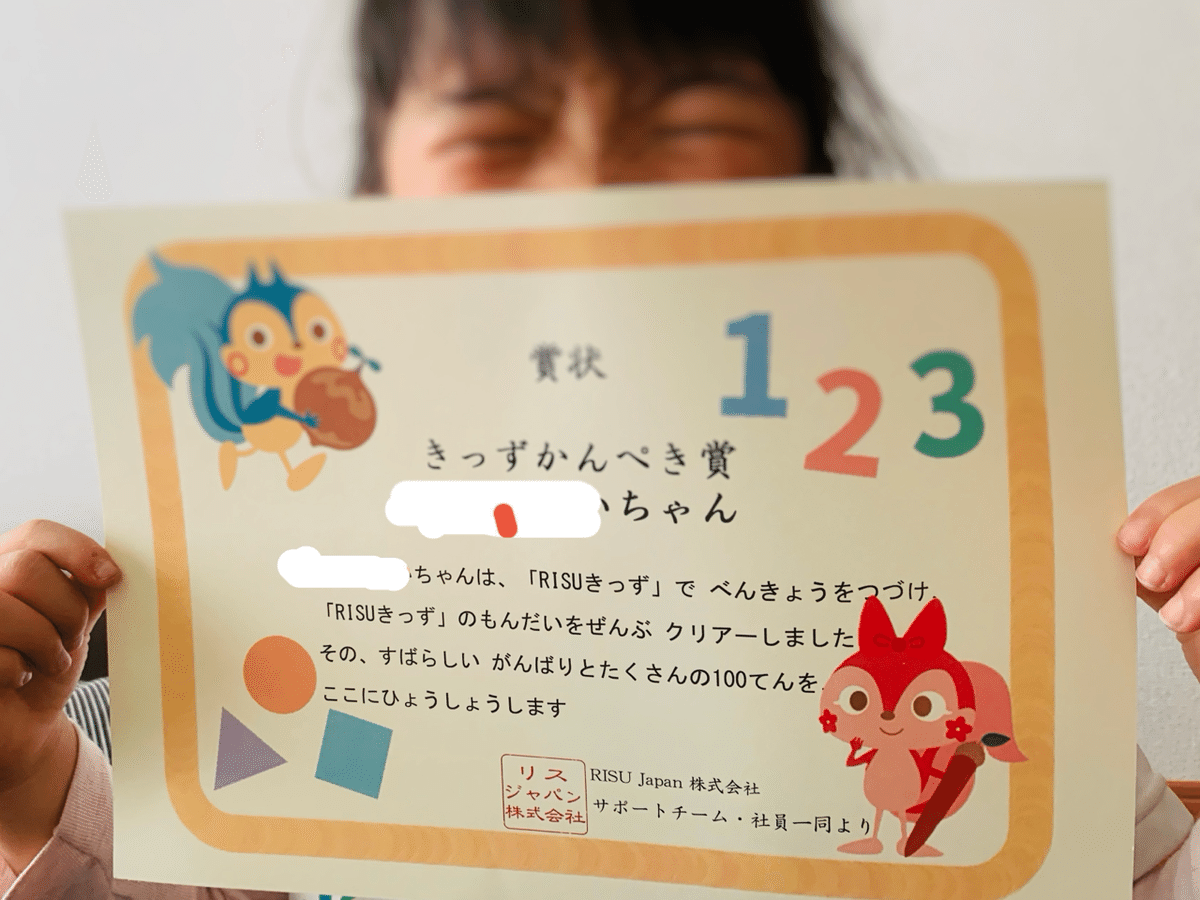 賞状
1 2 3
きっずかんぺき賞
いちゃん
ちゃんは、「RISUきっず」で べんきょうをつづけ、
「RISUきっず」のもんだいをぜんぶ クリアーしました
その、すばらしい がんばりとたくさんの100てんを、
ここにひょうしょうします
リス
ジャパン
株式会社
RISU Japan 株式会社
サポートチーム・社員一同より